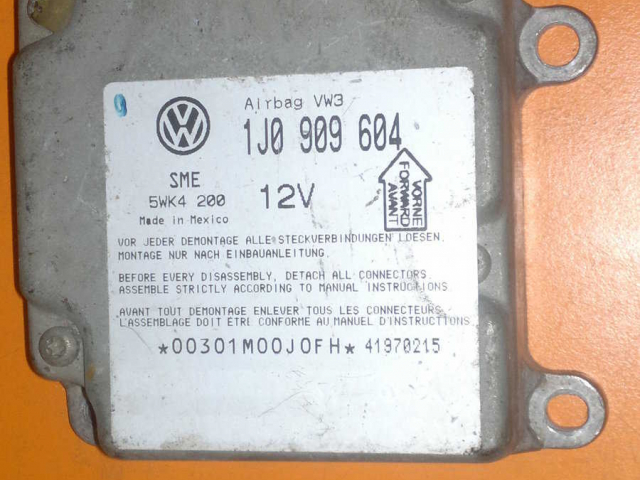 Airbag VW3
1J0 909 604
SME
5WK4 200
12V
Made in Mexico
VORNE
FORWARD
AVANT
VOR JEDER DEMONTAGE ALLE STECKVERBINDUNGEN LOESEN.
MONTAGE NUR NACH EINBAUANLEITUNG.
BEFORE EVERY DISASSEMBLY, DETACH ALL CONNECTORS.
ASSEMBLE STRICTLY ACCORDING TO MANUAL INSTRUCTIONS.
AVANT TOUT DEMONTAGE ENLEVER TOUS LES CONNECTEURS.
L'ASSEMBLAGE DOIT ÉTRE CONFORME AU MANUEL D'INSTRUCTIONS.
*00301M00J0FH* 41970215